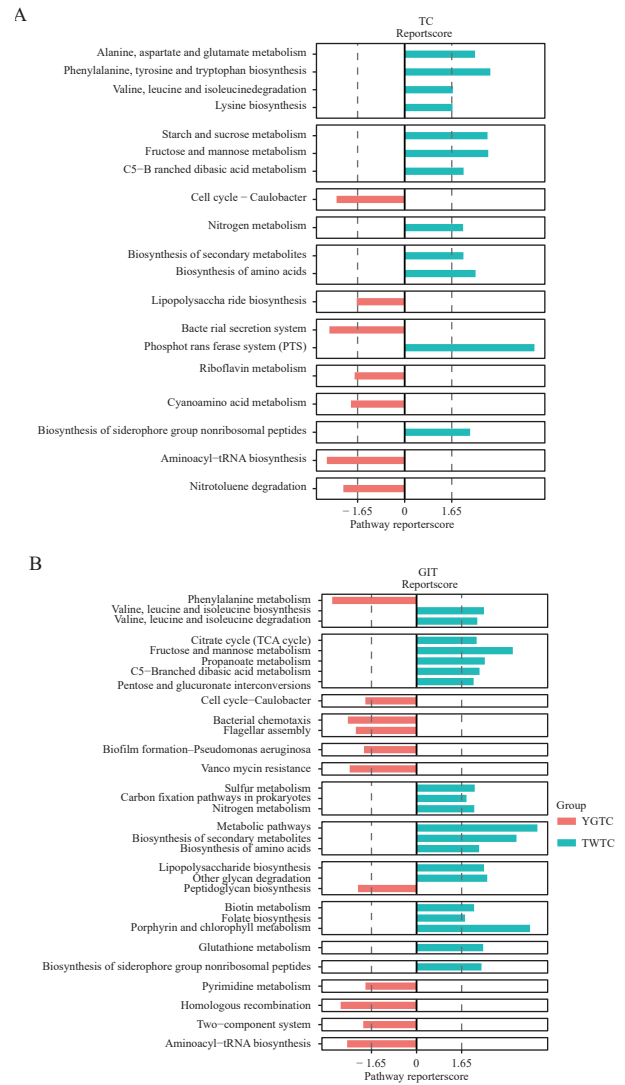 A
TC
Reportscore
Alanine, aspartate and glutamate metabolism
Phenylalanine, tyrosine and tryptophan biosynthesis
Valine, leucine and isoleucinedegradation
Lysine biosynthesis
Starch and sucrose metabolism
Fructose and mannose metabolism
C5−B ranched dibasic acid metabolism
Cell cycle − Caulobacter
Nitrogen metabolism
Biosynthesis of secondary metabolites
Biosynthesis of amino acids
Lipopolysaccha ride biosynthesis
Bacte rial secretion system
Phosphot rans ferase system (PTS)
Riboflavin metabolism
Cyanoamino acid metabolism
Biosynthesis of siderophore group nonribosomal peptides
Aminoacyl−tRNA biosynthesis
Nitrotoluene degradation
−1.65 0 1.65
Pathway reporterscore
B
GIT
Reportscore
Phenylalanine metabolism
Valine, leucine and isoleucine biosynthesis
Valine, leucine and isoleucine degradation
Citrate cycle (TCA cycle)
Fructose and mannose metabolism
Propanoate metabolism
C5−Branched dibasic acid metabolism
Pentose and glucuronate interconversions
Cell cycle−Caulobacter
Bacterial chemotaxis
Flagellar assembly
Biofilm formation–Pseudomonas aeruginosa
Vanco mycin resistance
Sulfur metabolism
Carbon fixation pathways in prokaryotes
Nitrogen metabolism
Group
Metabolic pathways
YGTC
Biosynthesis of secondary metabolites
TWTC
Biosynthesis of amino acids
Lipopolysaccharide biosynthesis
Other glycan degradation
Peptidoglycan biosynthesis
Biotin metabolism
Folate biosynthesis
Porphyrin and chlorophyll metabolism
Glutathione metabolism
Biosynthesis of siderophore group nonribosomal peptides
Pyrimidine metabolism
Homologous recombination
Two−component system
Aminoacyl−tRNA biosynthesis
−1.65 0 1.65
Pathway reporterscore